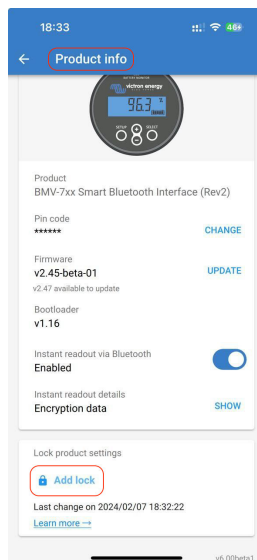 18:33
46
Product info
victron energy
96.3 %
SETUP
SELECT
Product
BMV-7xx Smart Bluetooth Interface (Rev2)
Pin code
******
CHANGE
Firmware
v2.45-beta-01
UPDATE
v2.47 available to update
Bootloader
v1.16
Instant readout via Bluetooth
Enabled
Instant readout details
Encryption data
SHOW
Lock product settings
Add lock
Last change on 2024/02/07 18:32:22
Learn more →
v6.00beta1